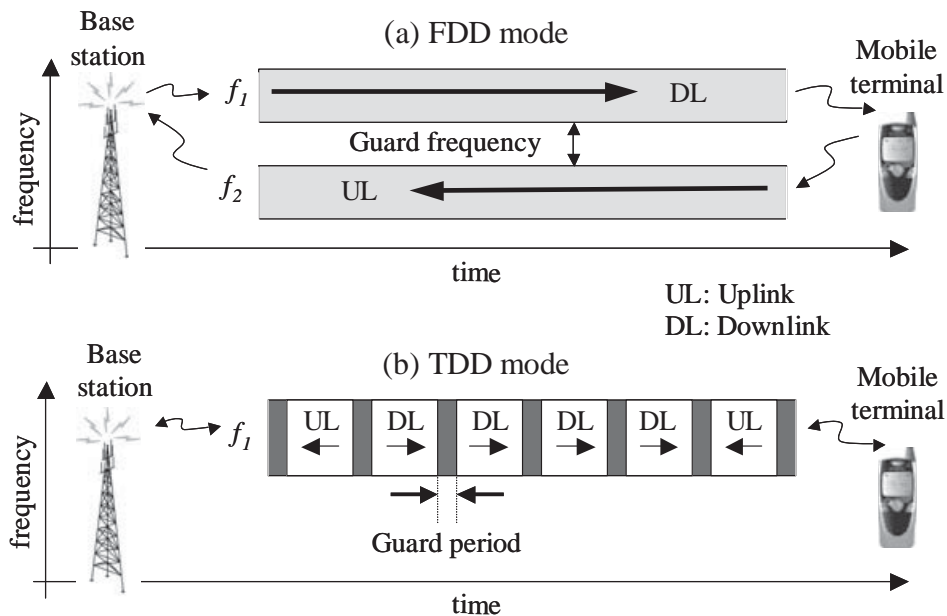 Base
station
(a) FDD mode
Mobile
terminal
frequency
f1
DL
Guard frequency
f2
UL
time
UL: Uplink
DL: Downlink
Base
station
(b) TDD mode
Mobile
terminal
frequency
f1
UL DL DL DL DL UL
Guard period
time